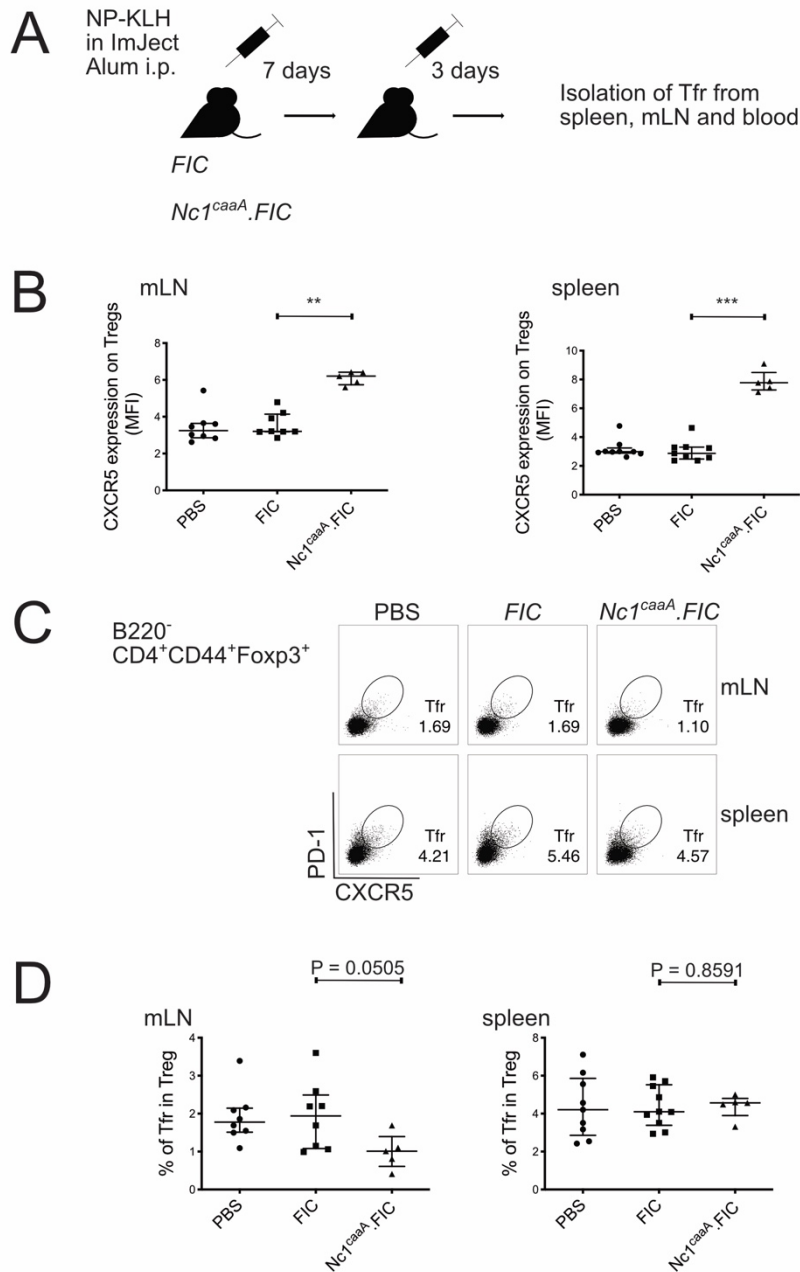 A
NP-KLH
in ImJect
Alum i.p.
7 days
3 days
Isolation of Tfr from
spleen, mLN and blood
FIC
Nc1caaA.FIC
B
mLN
**
CXCR5 expression on Tregs
(MFI)
8
6
4
2
0
PBS
FIC
Nc1caaA.FIC
spleen
***
CXCR5 expression on Tregs
(MFI)
10
8
6
4
2
0
PBS
FIC
Nc1caaA.FIC
C
B220-
CD4+CD44+Foxp3+
PBS
FIC
Nc1caaA.FIC
Tfr
1.69
Tfr
1.69
Tfr
1.10
mLN
Tfr
4.21
Tfr
5.46
Tfr
4.57
spleen
PD-1
CXCR5
D
P = 0.0505
mLN
% of Tfr in Treg
4
3
2
1
0
PBS
FIC
Nc1caaA.FIC
P = 0.8591
spleen
% of Tfr in Treg
8
6
4
2
0
PBS
FIC
Nc1caaA.FIC